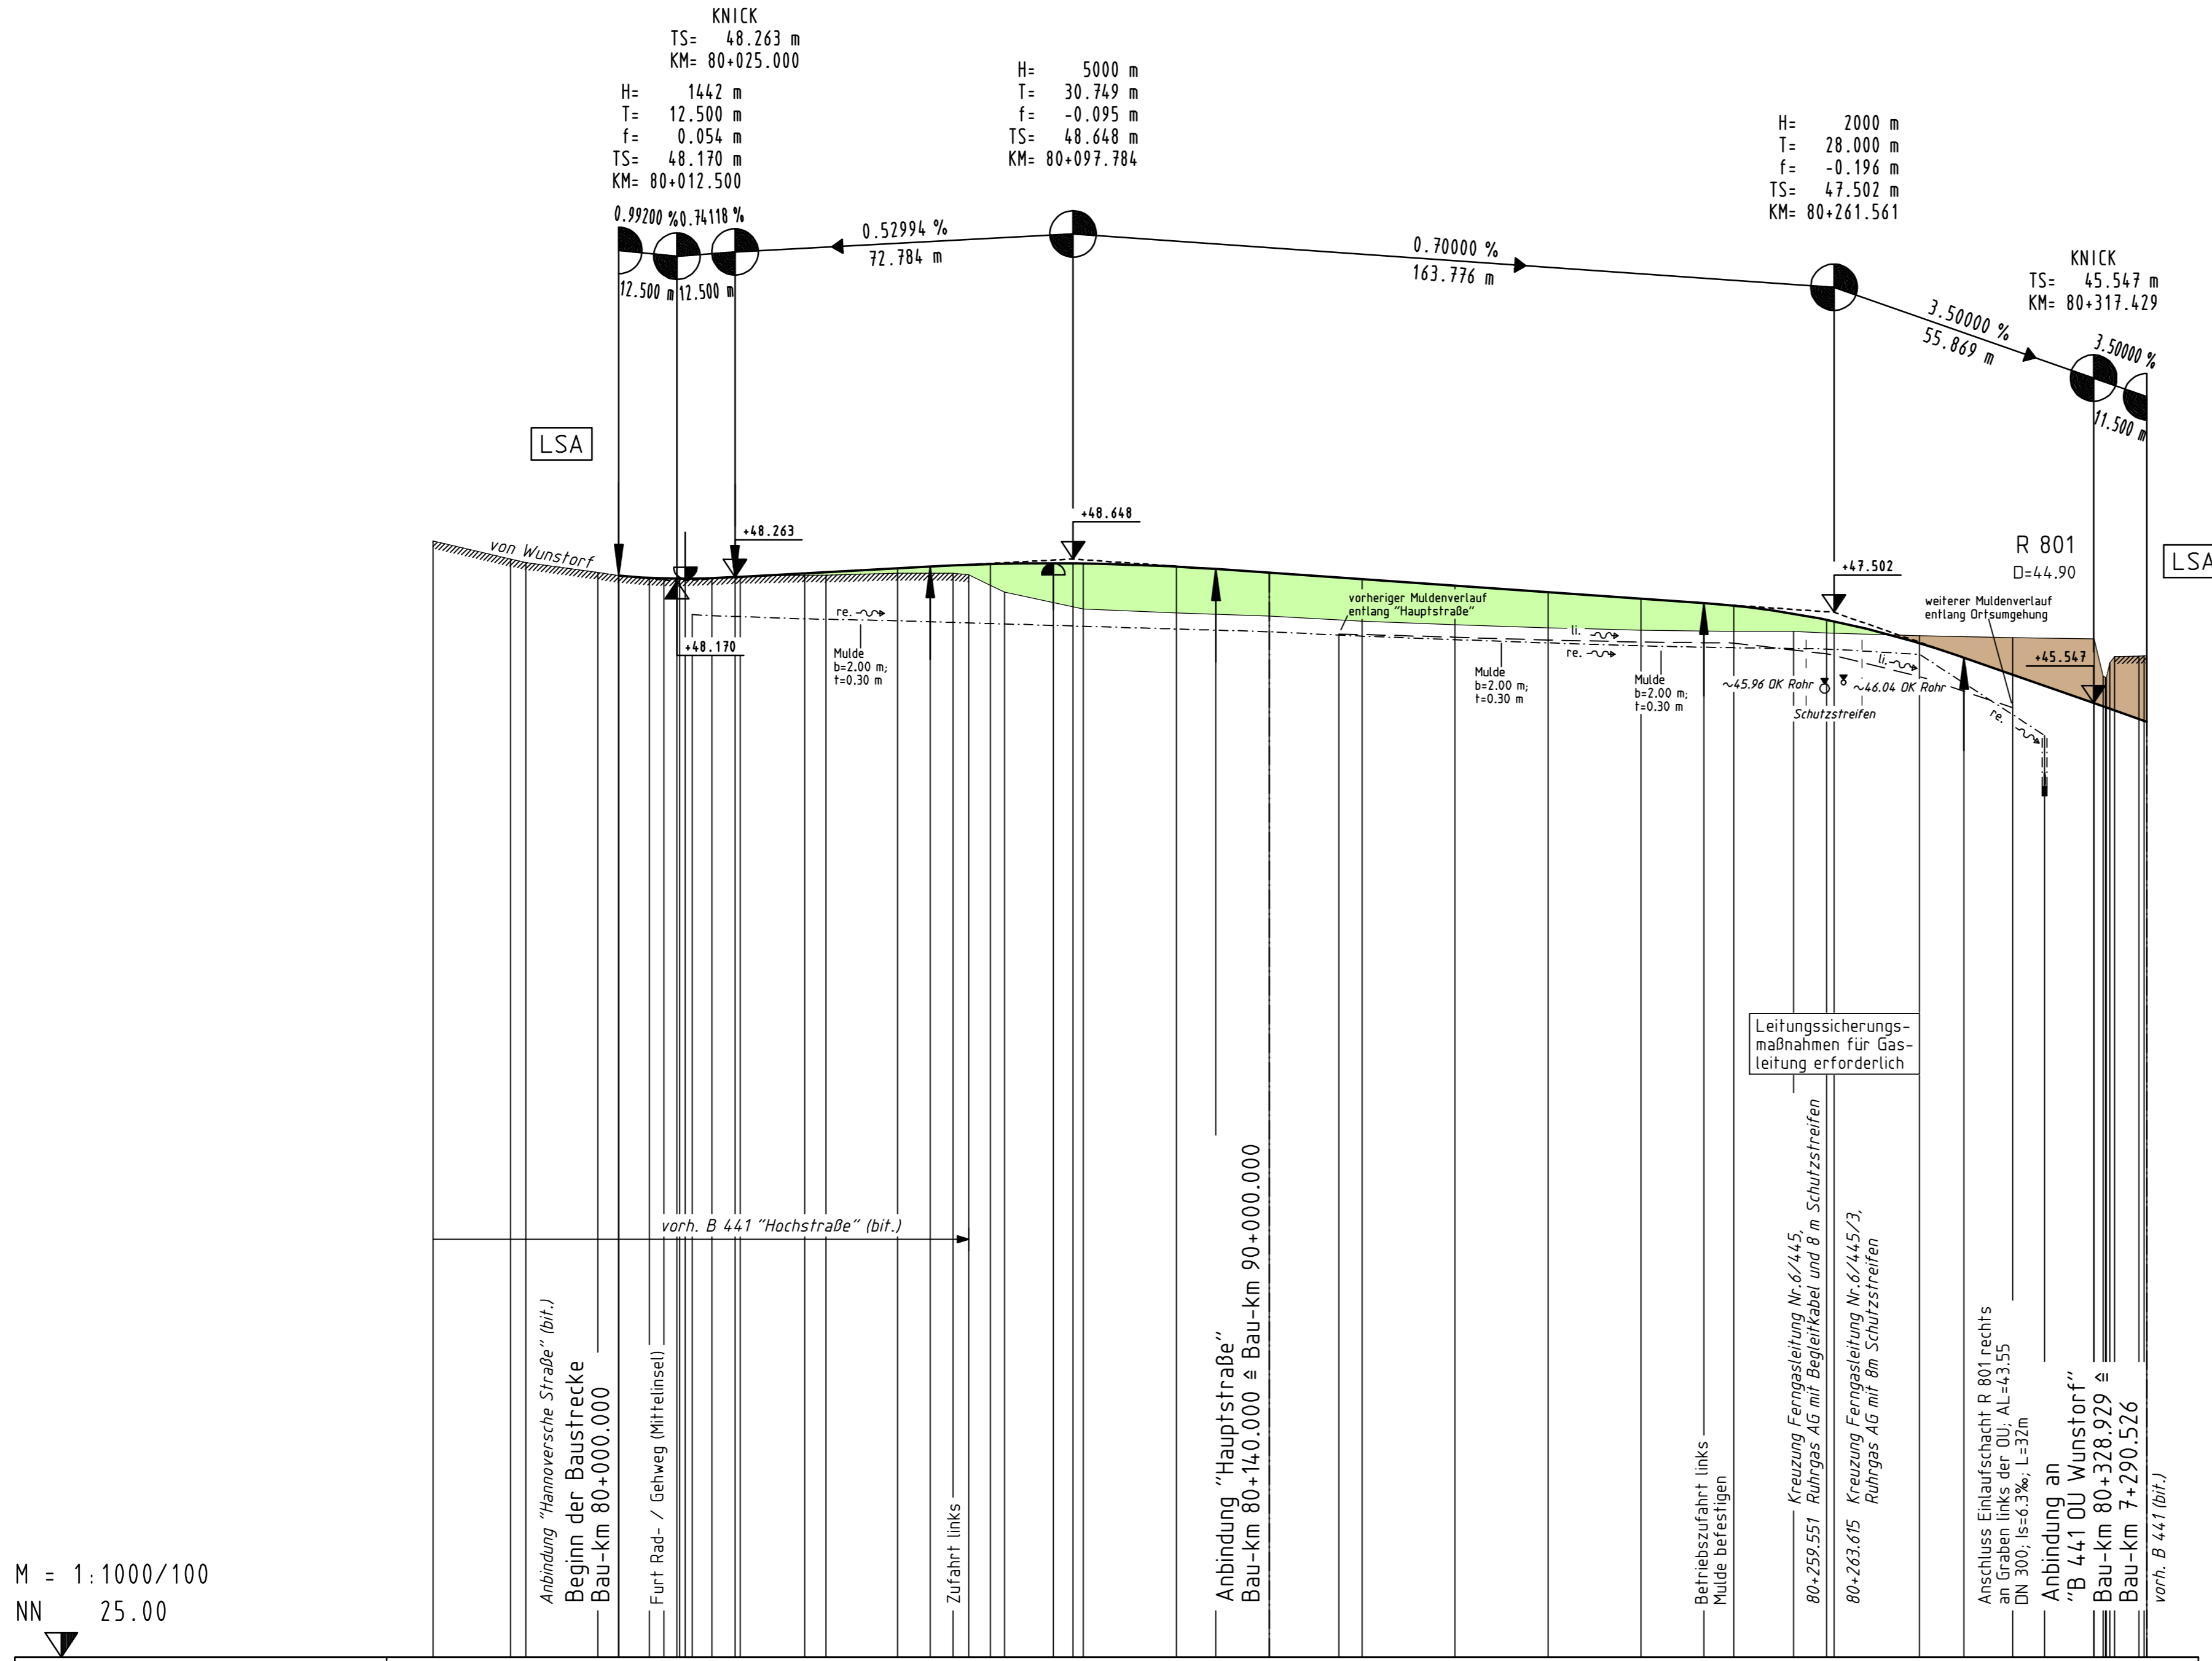 KNICK
TS= 48.263 m
KM= 80+025.000
H= 1442 m
T= 12.500 m
f= 0.054 m
TS= 48.170 m
KM= 80+012.500
H= 5000 m
T= 30.749 m
f= -0.095 m
TS= 48.648 m
KM= 80+097.784
H= 2000 m
T= 28.000 m
f= -0.196 m
TS= 47.502 m
KM= 80+261.561
KNICK
TS= 45.547 m
KM= 80+317.429
0.99200 %
0.74118 %
12.500 m
12.500 m
0.52994 %
72.784 m
0.70000 %
163.776 m
3.50000 %
55.869 m
3.50000 %
11.500 m
LSA
LSA
von Wunstorf
+48.263
+48.648
+47.502
R 801
D=44.90
+48.170
+45.547
re.
Mulde
b=2.00 m;
t=0.30 m
vorheriger Muldenverlauf
entlang "Hauptstraße"
li.
re.
Mulde
b=2.00 m;
t=0.30 m
Mulde
b=2.00 m;
t=0.30 m
weiterer Muldenverlauf
entlang Ortsumgehung
li.
re.
~45.96 OK Rohr
~46.04 OK Rohr
Schutzstreifen
Leitungssicherungs-
maßnahmen für Gas-
leitung erforderlich
vorh. B 441 "Hochstraße" (bit.)
Anbindung "Hannoversche Straße" (bit.)
Beginn der Baustrecke
Bau-km 80+000.000
Furt Rad- / Gehweg (Mittelinsel)
Zufahrt links
Anbindung "Hauptstraße"
Bau-km 80+140.000 ≙ Bau-km 90+000.000
Betriebszufahrt links
Mulde befestigen
Kreuzung Ferngasleitung Nr.6/445,
80+259.551 Ruhrgas AG mit Begleitkabel und 8 m Schutzstreifen
80+263.615 Kreuzung Ferngasleitung Nr.6/445/3,
Ruhrgas AG mit 8m Schutzstreifen
Anschluss Einlaufschacht R 801 rechts
an Graben links der OU; AL=43.55
DN 300; Is=6.3‰; L=32m
Anbindung an
"B 441 OU Wunstorf"
Bau-km 80+328.929 ≙
Bau-km 7+290.526
vorh. B 441 (bit.)
M = 1:1000/100
NN 25.00